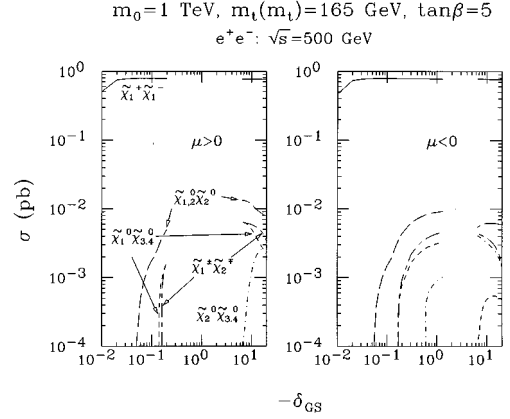 m₀=1 TeV, mₜ(mₜ)=165 GeV, tanβ=5
e⁺e⁻: √s=500 GeV
10⁰
10⁻¹
10⁻²
10⁻³
10⁻⁴
σ (pb)
χ̃₁⁺χ̃₁⁻
μ>0
χ̃₁,₂⁰χ̃₂⁰
χ̃₁⁰χ̃₃.₄⁰
χ̃₁±χ̃₂∓
χ̃₂⁰χ̃₃.₄⁰
10⁻² 10⁻¹ 10⁰ 10¹
10⁰
10⁻¹
10⁻²
10⁻³
10⁻⁴
μ<0
10⁻² 10⁻¹ 10⁰ 10¹
−δGS